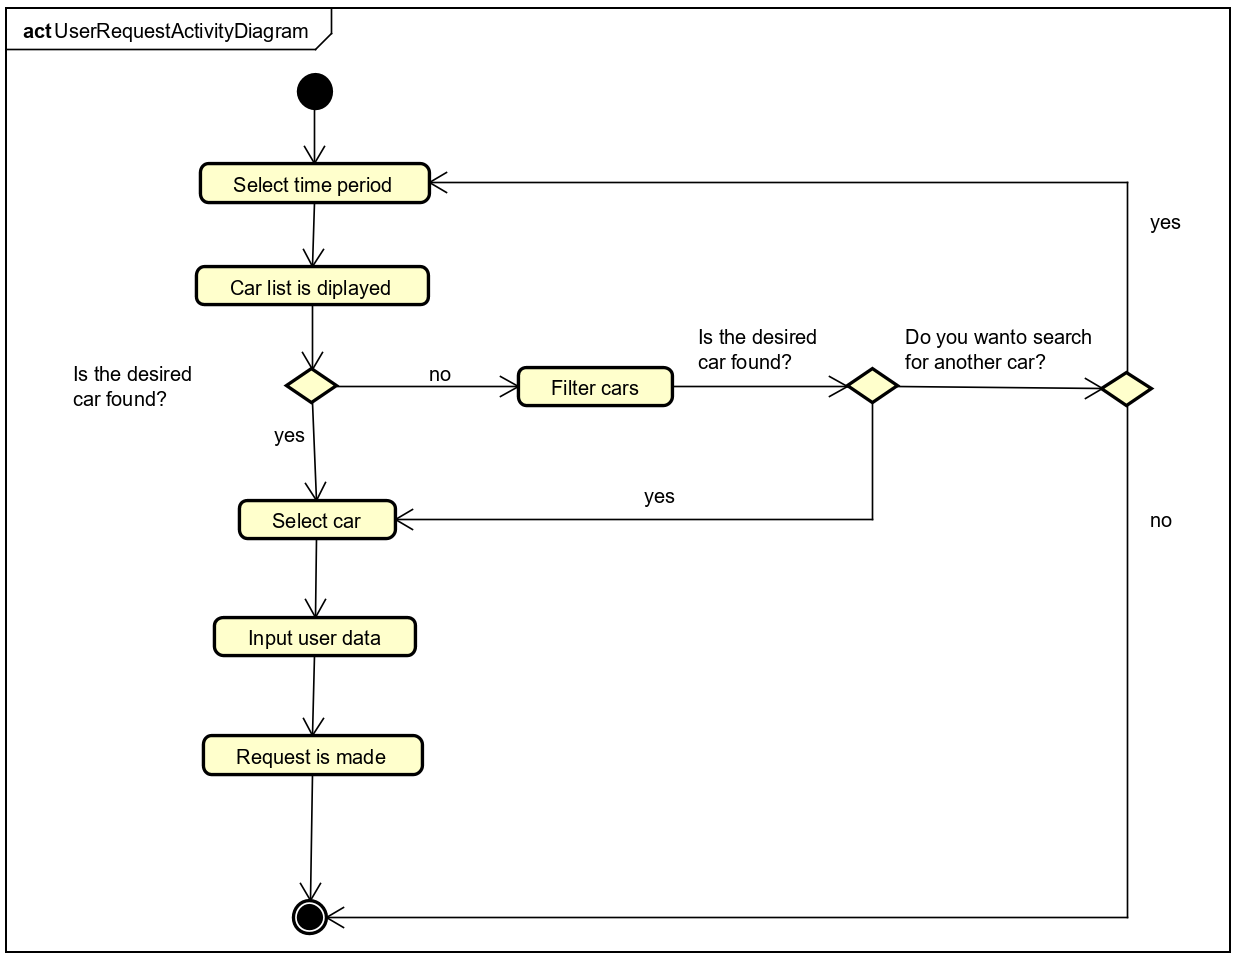 act UserRequestActivityDiagram
Select time period
yes
Car list is diplayed
Is the desired
car found?
no
Filter cars
Is the desired
car found?
Do you wanto search
for another car?
yes
Select car
yes
no
Input user data
Request is made